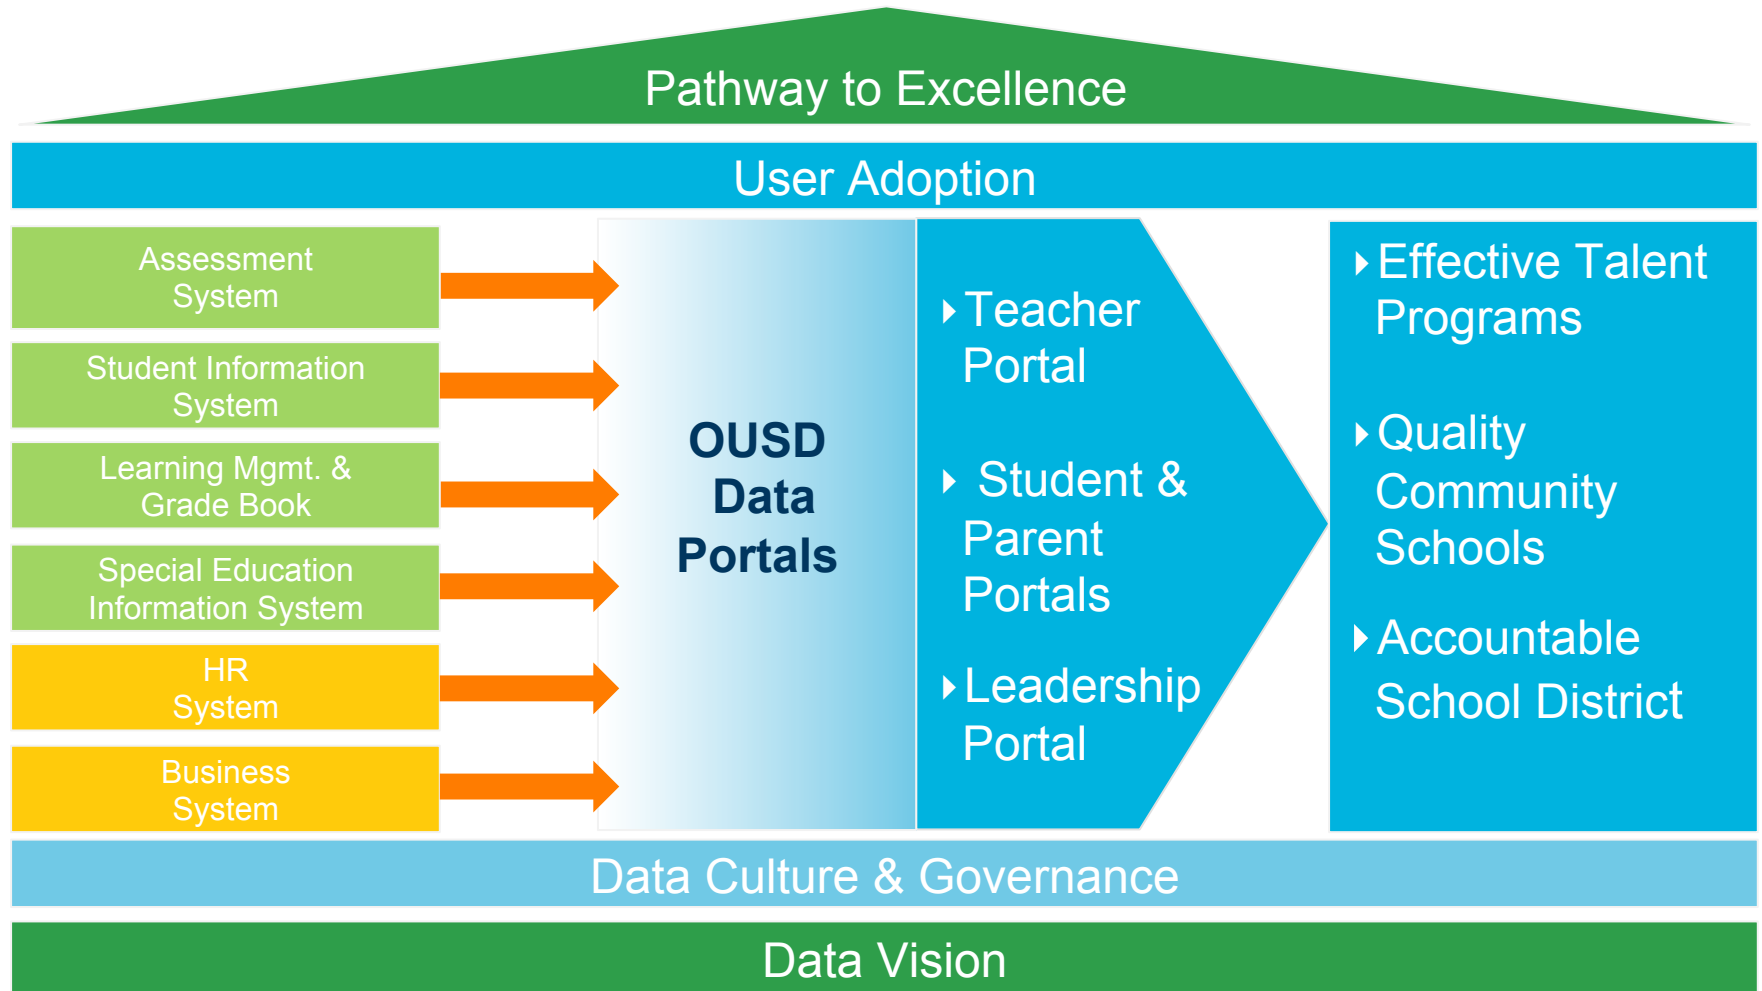 Pathway to Excellence
User Adoption
Assessment
System
Student Information
System
Learning Mgmt. &
Grade Book
Special Education
Information System
HR
System
Business
System
OUSD
Data
Portals
Teacher
Portal
Student &
Parent
Portals
Leadership
Portal
Effective Talent
Programs
Quality
Community
Schools
Accountable
School District
Data Culture & Governance
Data Vision